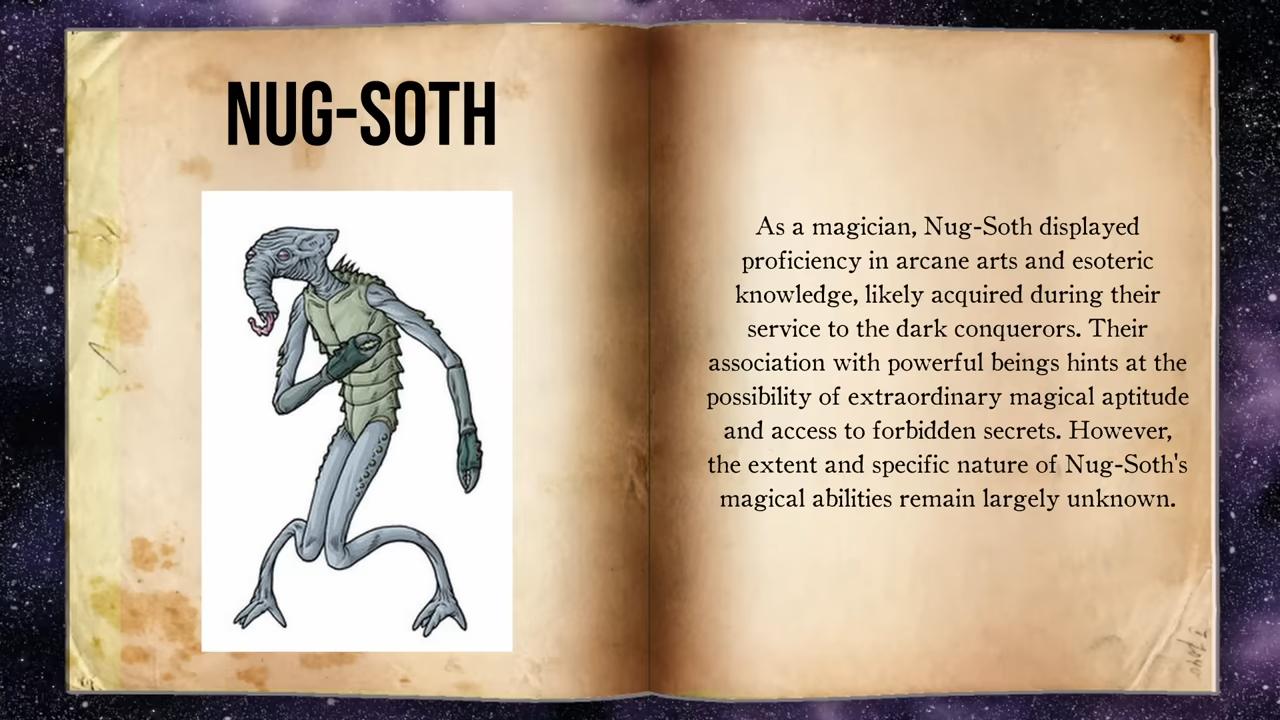 NUG-SOTH
As a magician, Nug-Soth displayed
proficiency in arcane arts and esoteric
knowledge, likely acquired during their
service to the dark conquerors. Their
association with powerful beings hints at the
possibility of extraordinary magical aptitude
and access to forbidden secrets. However,
the extent and specific nature of Nug-Soth's
magical abilities remain largely unknown.